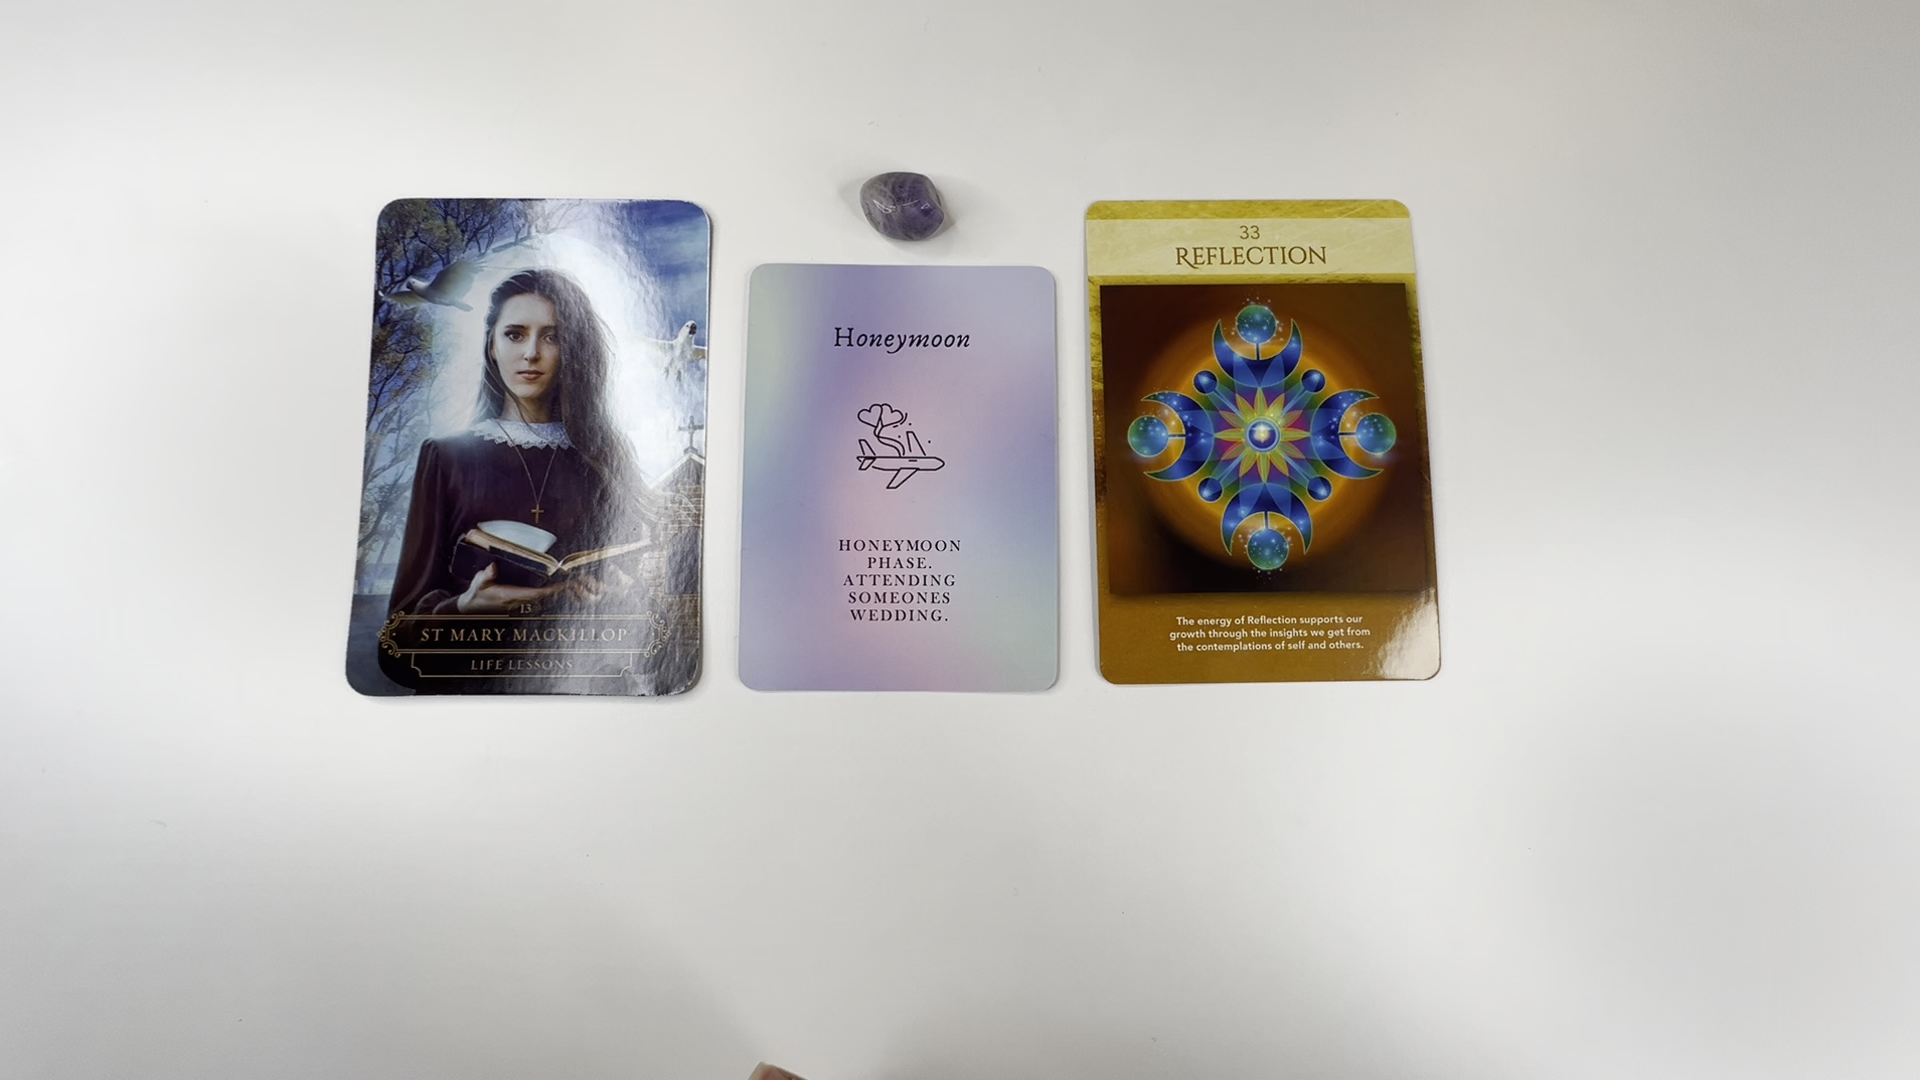 13
ST MARY MACKILLOP
LIFE LESSONS
Honeymoon
HONEYMOON
PHASE.
ATTENDING
SOMEONES
WEDDING.
33
REFLECTION
The energy of Reflection supports our
growth through the insights we get from
the contemplations of self and others.